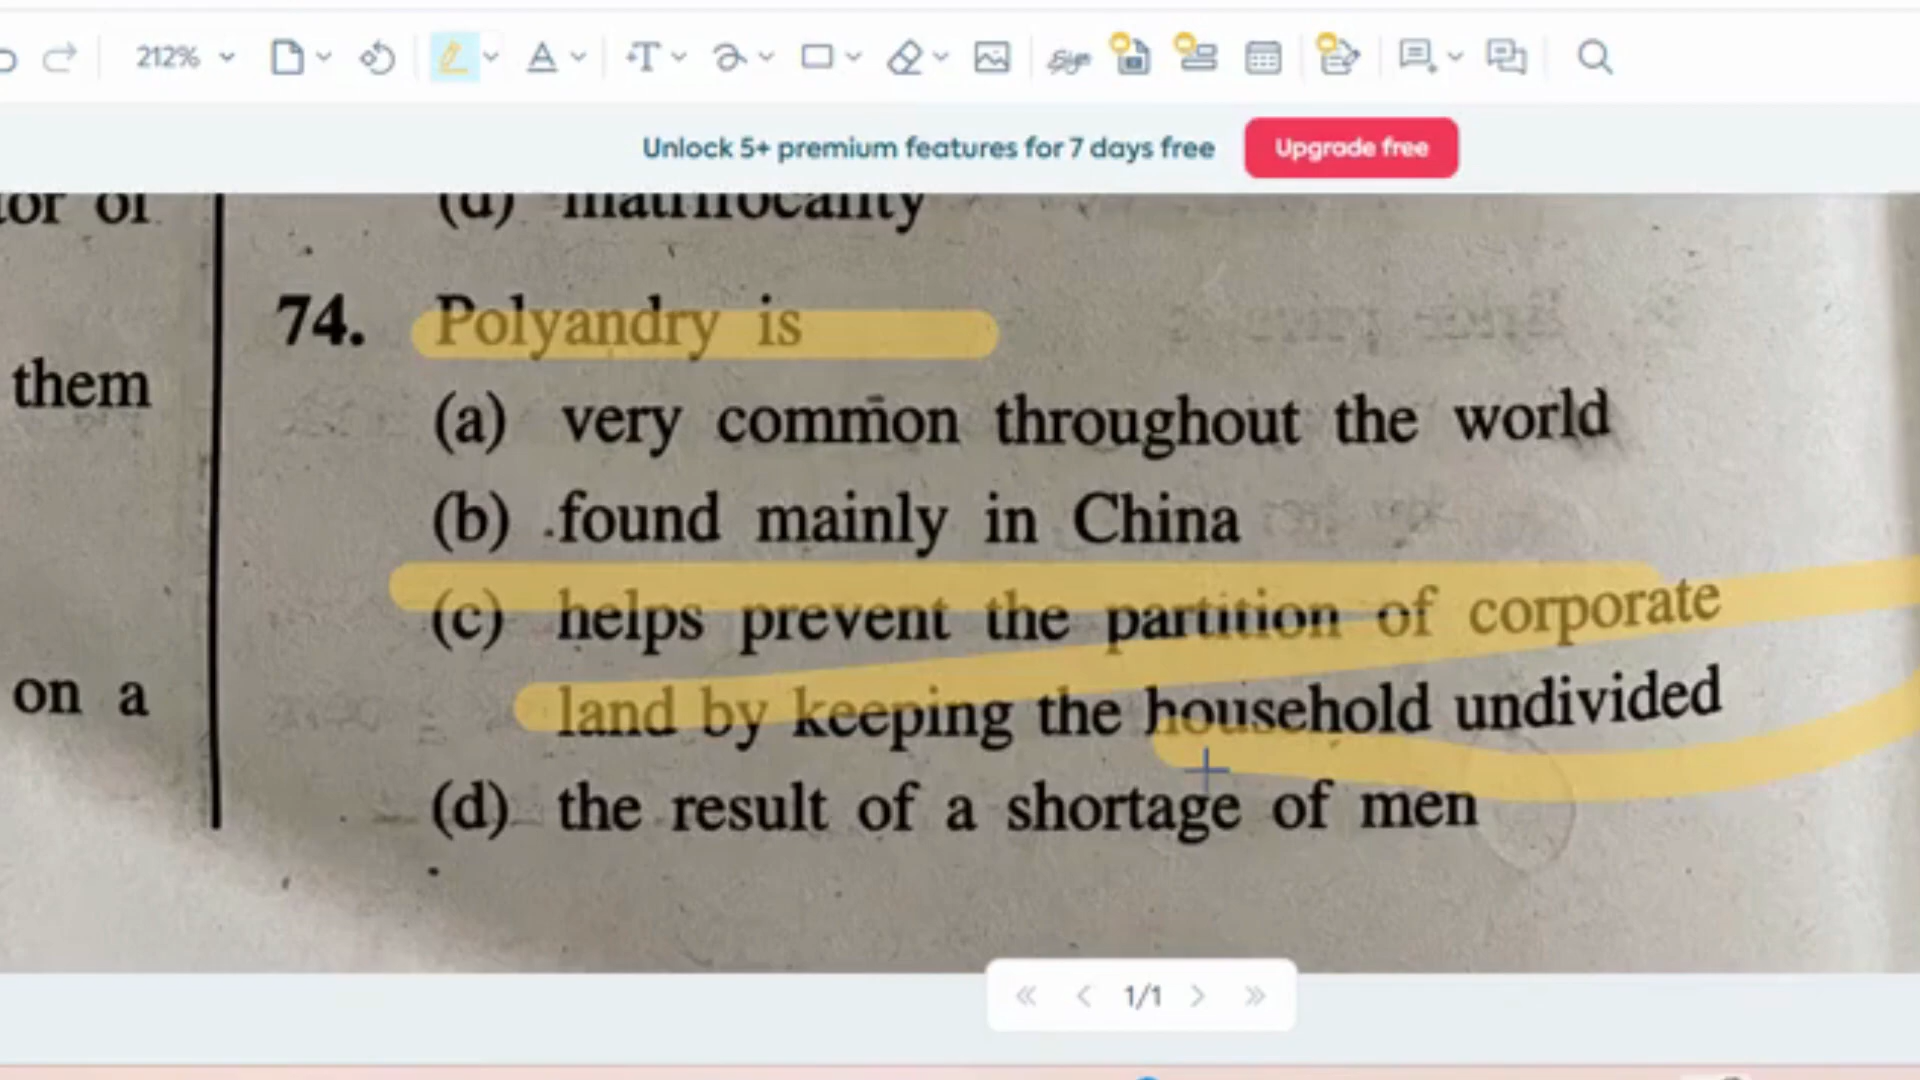 212%
Sign
Unlock 5+ premium features for 7 days free Upgrade free
(d) matrifocality
74. Polyandry is
them
(a) very common throughout the world
(b) found mainly in China
(c) helps prevent the partition of corporate
on a
land by keeping the household undivided
(d) the result of a shortage of men
1/1